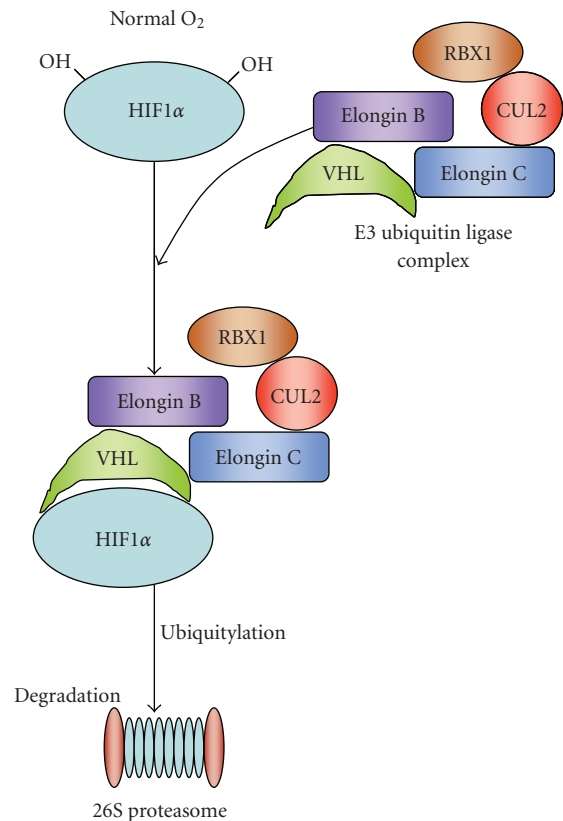 Normal O₂
OH
OH
HIF1α
RBX1
CUL2
Elongin B
VHL
Elongin C
E3 ubiquitin ligase
complex
RBX1
CUL2
Elongin B
VHL
Elongin C
HIF1α
Ubiquitylation
Degradation
26S proteasome